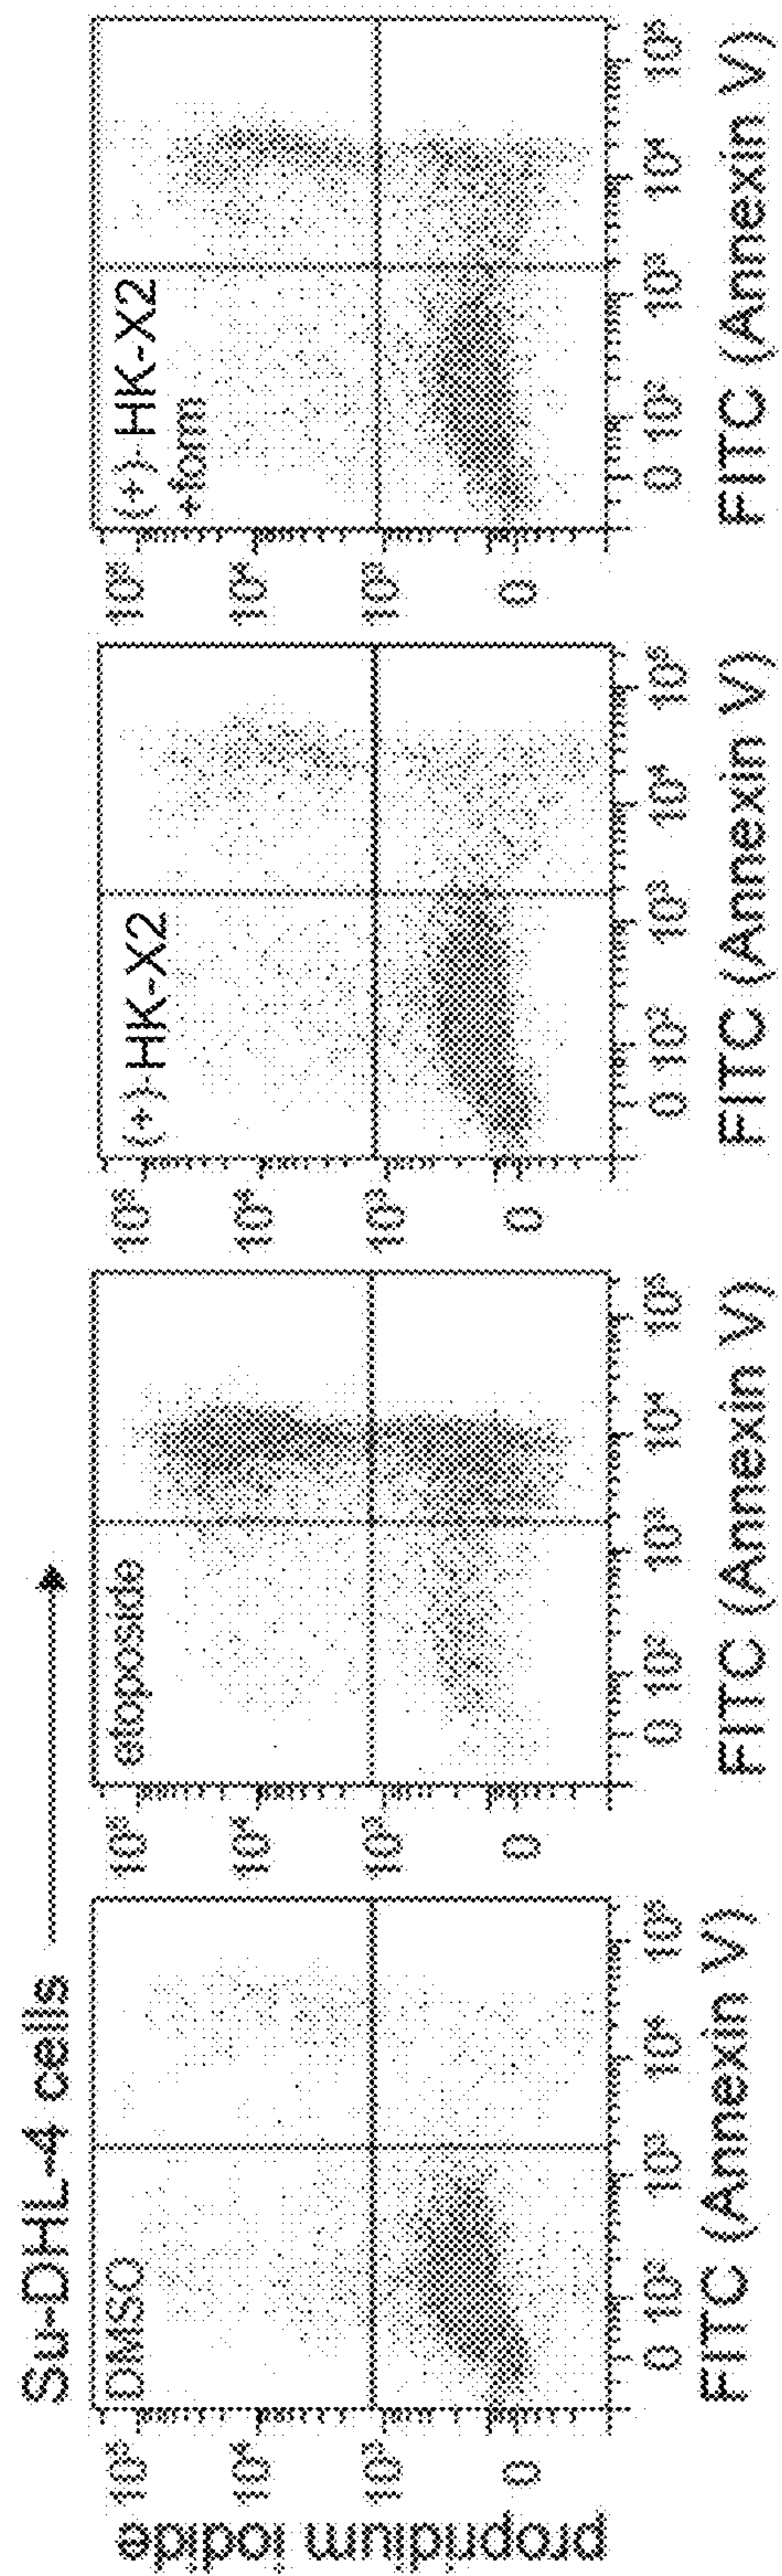 Su-DHL-4 cells
propridium iodide
10⁵
10⁴
10³
0
DMSO
0 10² 10³ 10⁴ 10⁵
FITC (Annexin V)
10⁵
10⁴
10³
0
etoposide
0 10² 10³ 10⁴ 10⁵
FITC (Annexin V)
10⁵
10⁴
10³
0
(+)-HK-X2
0 10² 10³ 10⁴ 10⁵
FITC (Annexin V)
10⁵
10⁴
10³
0
(+)-HK-X2
+form
0 10² 10³ 10⁴ 10⁵
FITC (Annexin V)